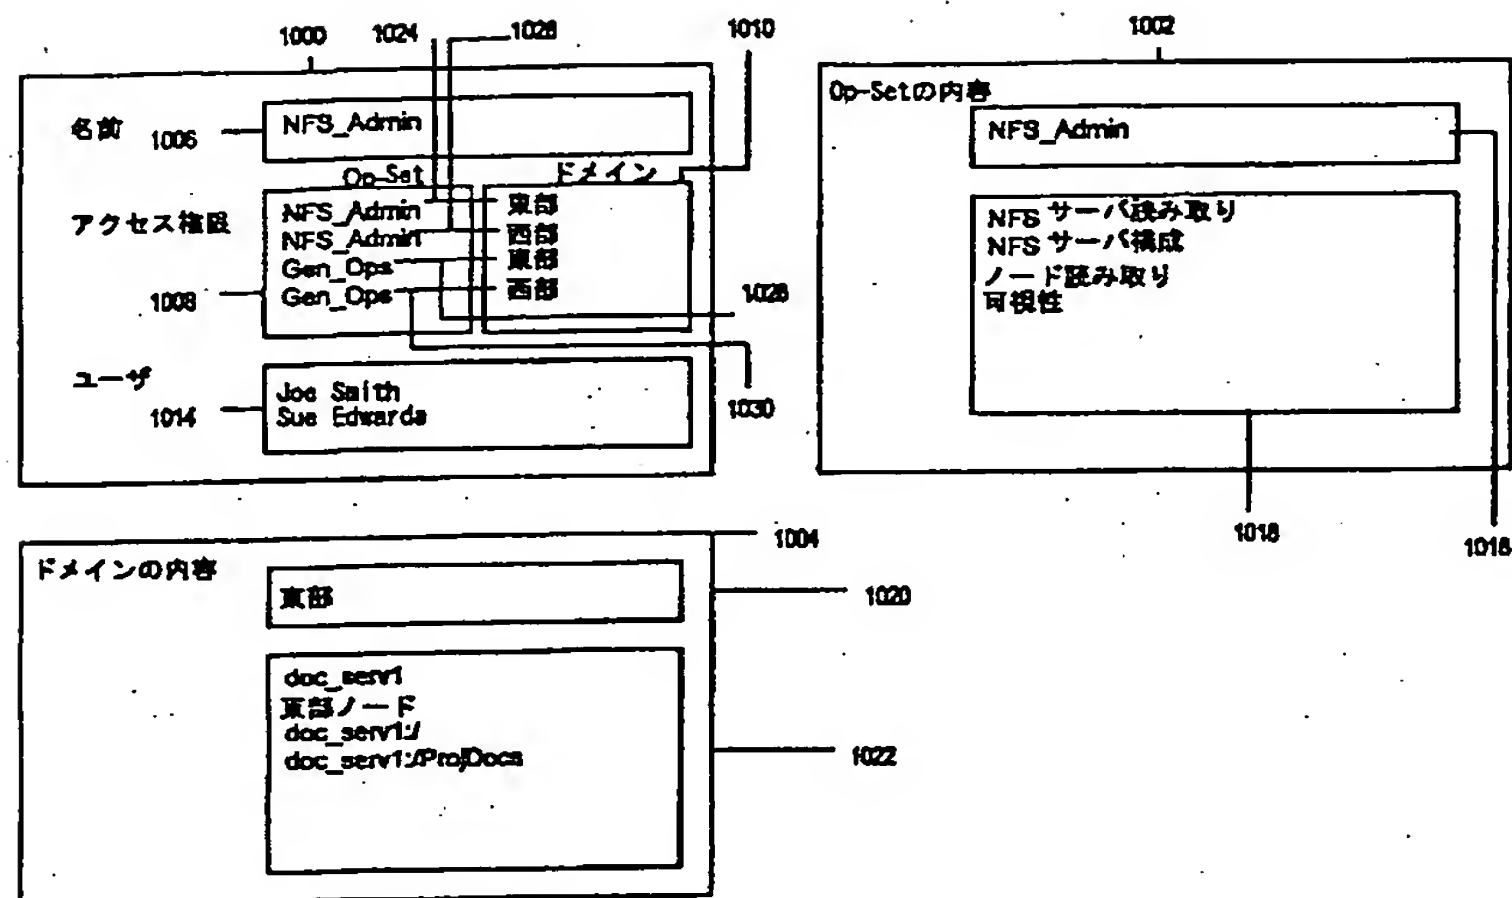 1000
1024
1028
1010
1002
名前
1006
NFS_Admin
Op-Set
ドメイン
アクセス権限
NFS_Admin
東部
NFS_Admin
西部
Gen_Ops
東部
Gen_Ops
西部
1008
1028
ユーザ
Joe Smith
Sue Edwards
1014
1030
Op-Setの内容
NFS_Admin
NFS サーバ読み取り
NFS サーバ構成
ノード読み取り
可視性
1018
1018
1004
ドメインの内容
東部
1020
doc_serv1
東部ノード
doc_serv1:/
doc_serv1:/ProjDocs
1022